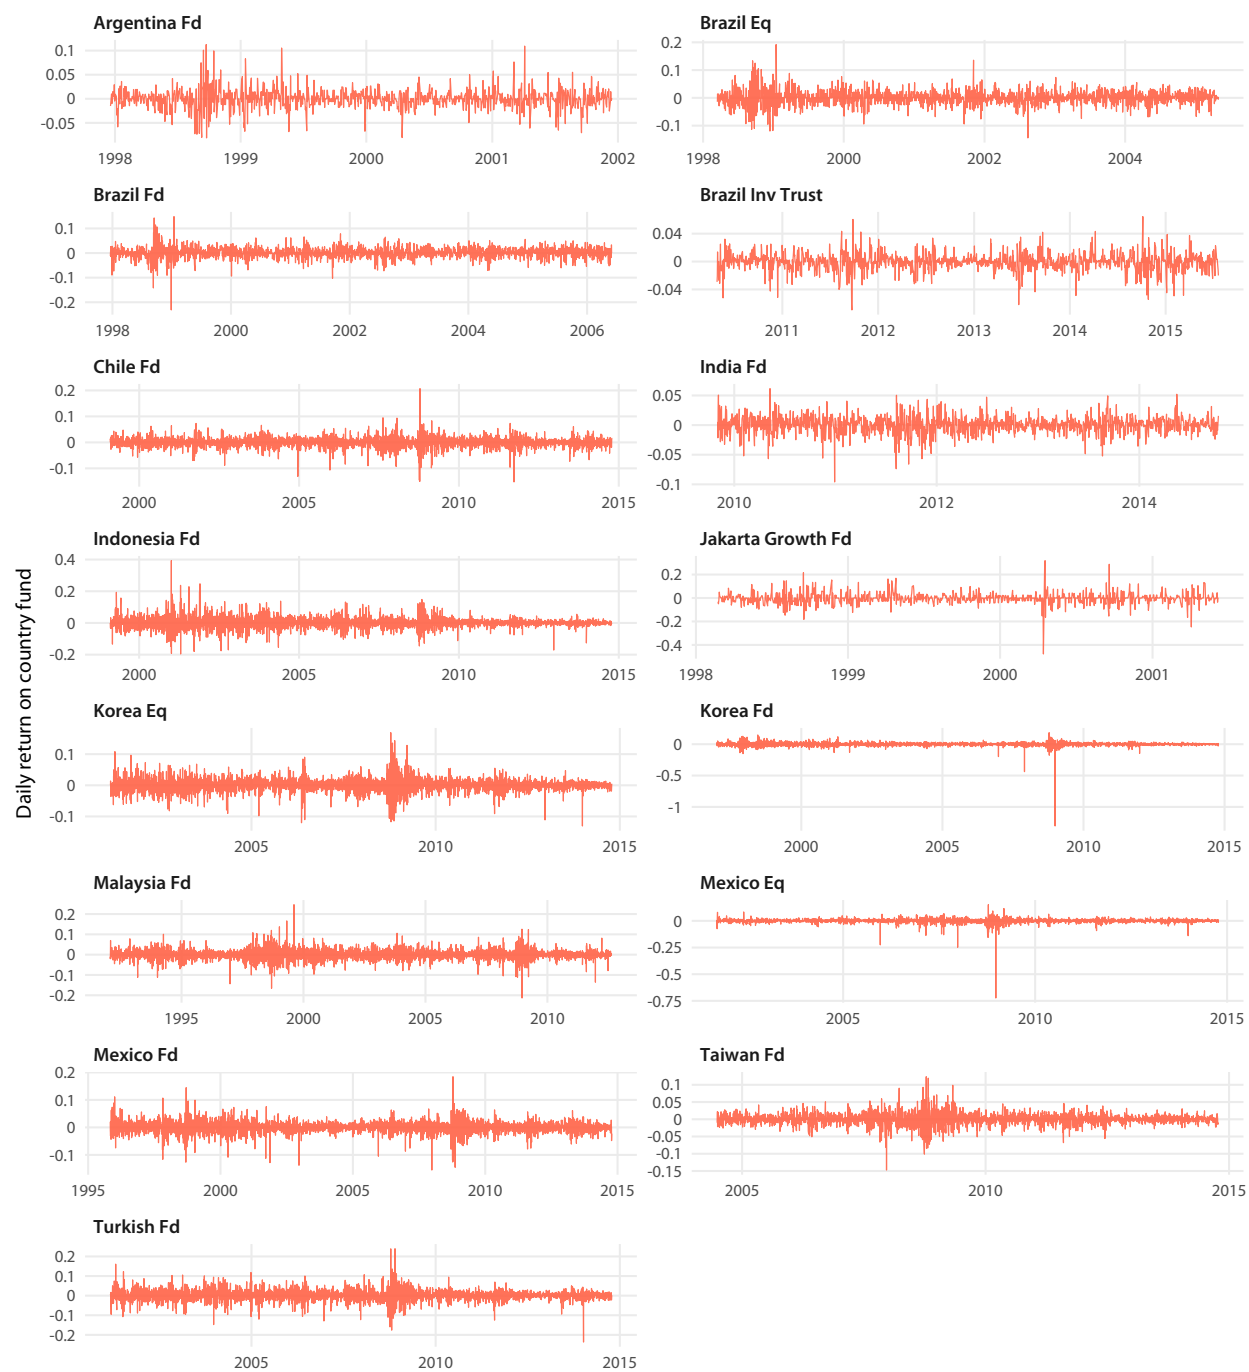 Daily return on country fund
Argentina Fd
0.1
0.05
0
-0.05
1998 1999 2000 2001 2002
Brazil Eq
0.2
0.1
0
-0.1
1998 2000 2002 2004
Brazil Fd
0.1
0
-0.1
-0.2
1998 2000 2002 2004 2006
Brazil Inv Trust
0.04
0
-0.04
2011 2012 2013 2014 2015
Chile Fd
0.2
0.1
0
-0.1
2000 2005 2010 2015
India Fd
0.05
0
-0.05
-0.1
2010 2012 2014
Indonesia Fd
0.4
0.2
0
-0.2
2000 2005 2010 2015
Jakarta Growth Fd
0.2
0
-0.2
-0.4
1998 1999 2000 2001
Korea Eq
0.1
0
-0.1
2005 2010 2015
Korea Fd
0
-0.5
-1
2000 2005 2010 2015
Malaysia Fd
0.2
0.1
0
-0.1
-0.2
1995 2000 2005 2010
Mexico Eq
0
-0.25
-0.5
-0.75
2005 2010 2015
Mexico Fd
0.2
0.1
0
-0.1
1995 2000 2005 2010 2015
Taiwan Fd
0.1
0.05
0
-0.05
-0.1
-0.15
2005 2010 2015
Turkish Fd
0.2
0.1
0
-0.1
-0.2
2005 2010 2015